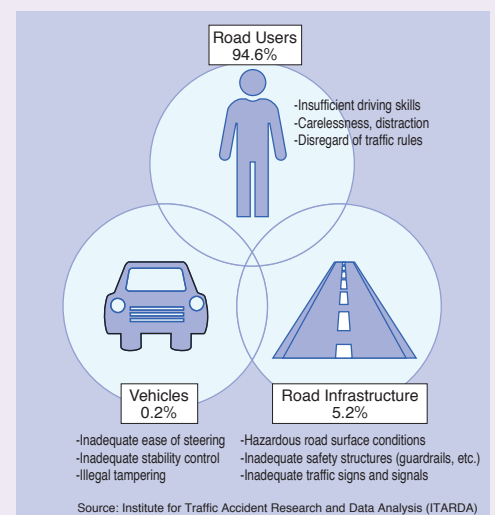 Road Users
94.6%
-Insufficient driving skills
-Carelessness, distraction
-Disregard of traffic rules
Vehicles
0.2%
-Inadequate ease of steering
-Inadequate stability control
-Illegal tampering
Road Infrastructure
5.2%
-Hazardous road surface conditions
-Inadequate safety structures (guardrails, etc.)
-Inadequate traffic signs and signals
Source: Institute for Traffic Accident Research and Data Analysis (ITARDA)